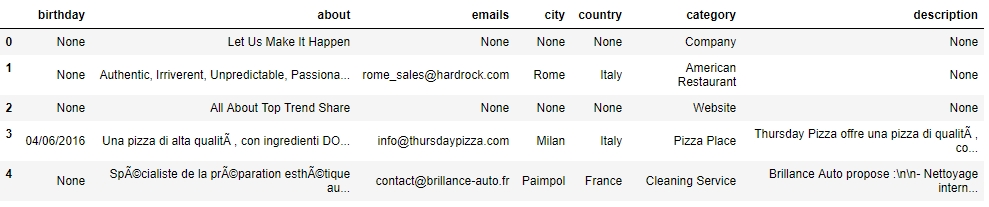 birthday about emails city country category description
0 None Let Us Make It Happen None None None Company None
1 None Authentic, Irriverent, Unpredictable, Passiona... rome_sales@hardrock.com Rome Italy American Restaurant None
2 None All About Top Trend Share None None None Website None
3 04/06/2016 Una pizza di alta qualitÃ , con ingredienti DO... info@thursdaypizza.com Milan Italy Pizza Place Thursday Pizza offre una pizza di qualitÃ , co...
4 None SpÃ©cialiste de la prÃ©paration esthÃ©tique au... contact@brillance-auto.fr Paimpol France Cleaning Service Brillance Auto propose :\n\n- Nettoyage intern...